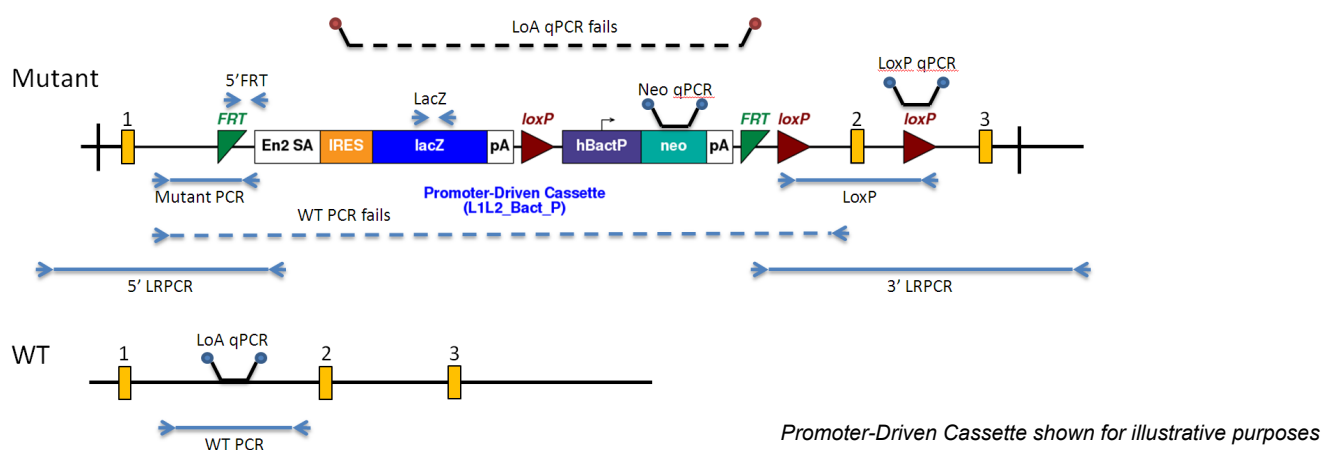 LoA qPCR fails
Mutant
5'FRT
LacZ
Neo qPCR
LoxP qPCR
1
FRT
loxP
FRT
loxP
2
loxP
3
En2 SA
IRES
lacZ
pA
hBactP
neo
pA
Mutant PCR
Promoter-Driven Cassette
(L1L2_Bact_P)
LoxP
WT PCR fails
5' LRPCR
3' LRPCR
WT
LoA qPCR
1
2
3
WT PCR
Promoter-Driven Cassette shown for illustrative purposes